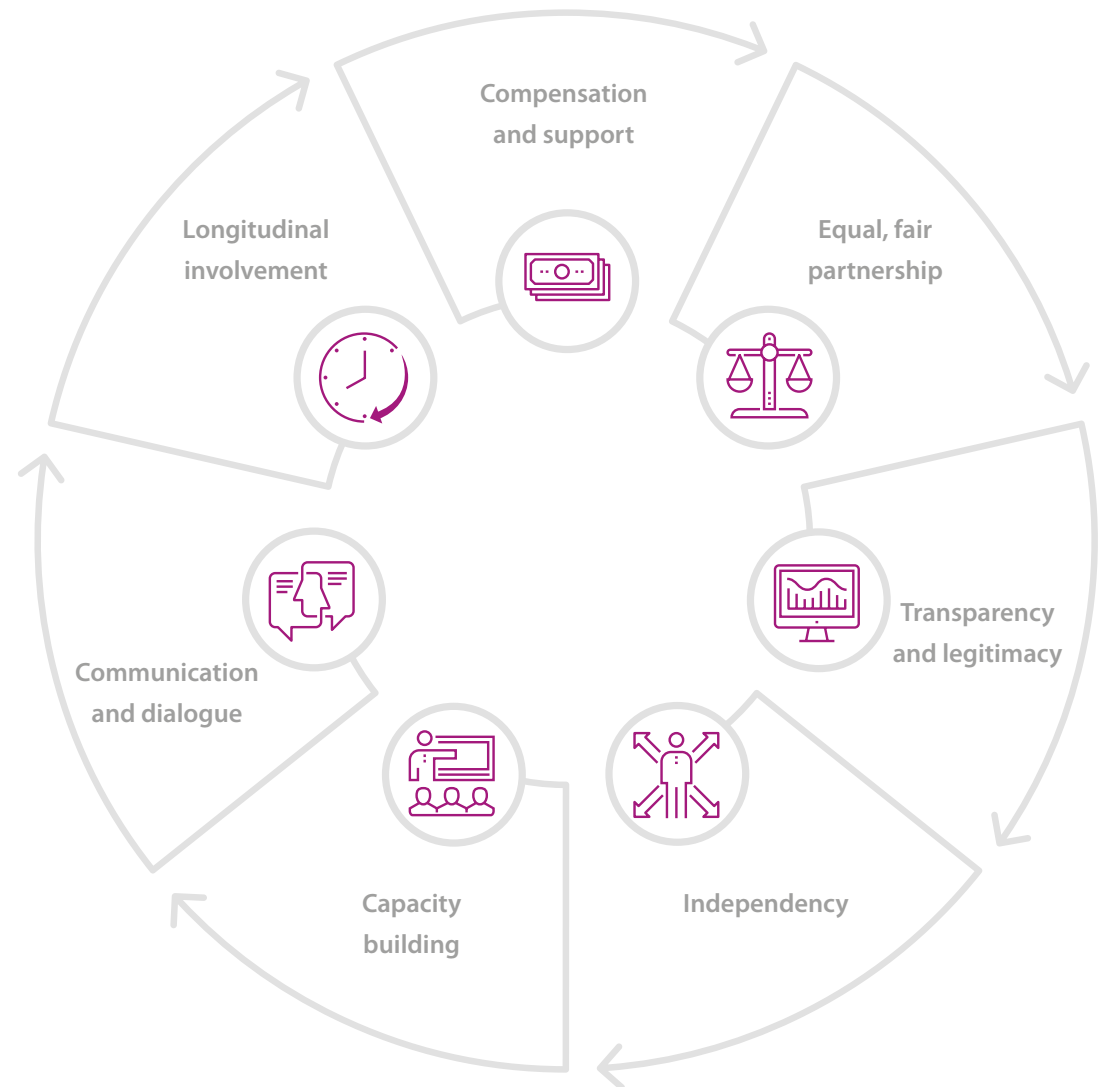 Compensation
and support
Equal, fair
partnership
Transparency
and legitimacy
Independency
Capacity
building
Communication
and dialogue
Longitudinal
involvement